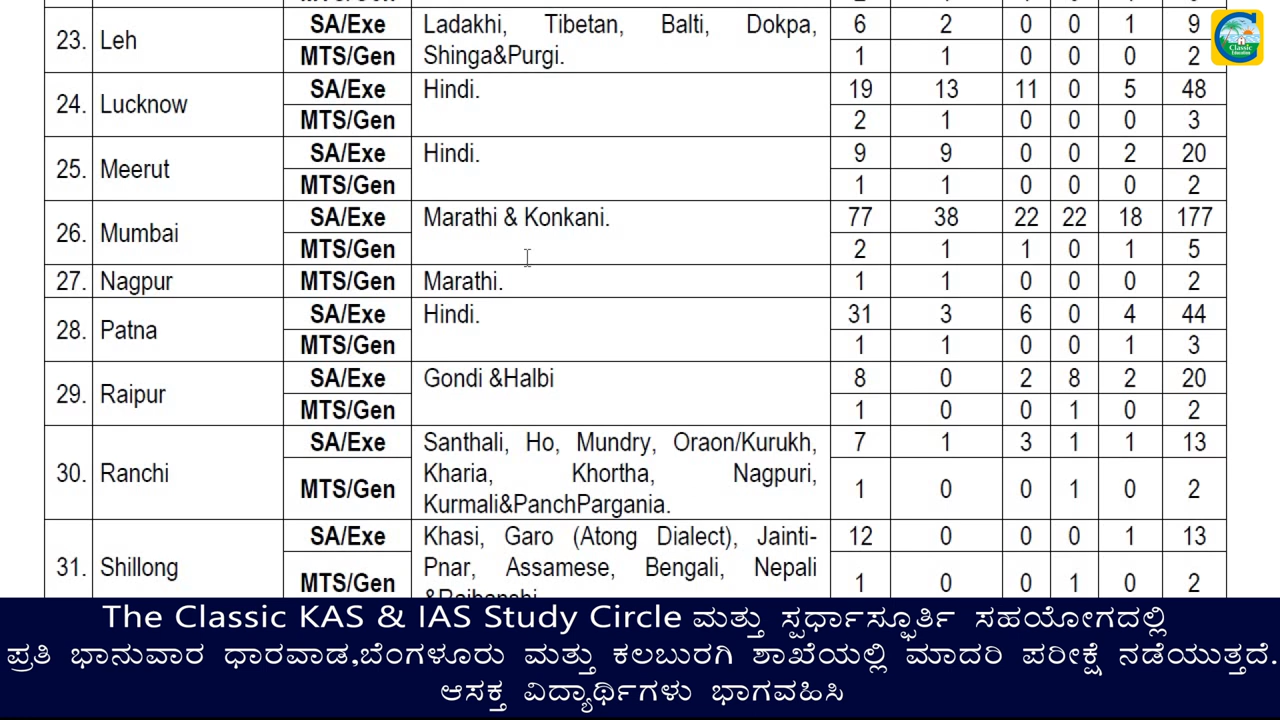 23. Leh SA/Exe Ladakhi, Tibetan, Balti, Dokpa, 6 2 0 0 1 9
MTS/Gen Shinga&Purgi. 1 1 0 0 0 2
24. Lucknow SA/Exe Hindi. 19 13 11 0 5 48
MTS/Gen 2 1 0 0 0 3
25. Meerut SA/Exe Hindi. 9 9 0 0 2 20
MTS/Gen 1 1 0 0 0 2
26. Mumbai SA/Exe Marathi & Konkani. 77 38 22 22 18 177
MTS/Gen 2 1 1 0 1 5
27. Nagpur MTS/Gen Marathi. 1 1 0 0 0 2
28. Patna SA/Exe Hindi. 31 3 6 0 4 44
MTS/Gen 1 1 0 0 1 3
29. Raipur SA/Exe Gondi &Halbi 8 0 2 8 2 20
MTS/Gen 1 0 0 1 0 2
30. Ranchi SA/Exe Santhali, Ho, Mundry, Oraon/Kurukh, 7 1 3 1 1 13
Kharia, Khortha, Nagpuri,
MTS/Gen 1 0 0 1 0 2
Kurmali&PanchPargania.
31. Shillong SA/Exe Khasi, Garo (Atong Dialect), Jainti- 12 0 0 0 1 13
Pnar, Assamese, Bengali, Nepali
MTS/Gen 1 0 0 1 0 2
Classic
Education
The Classic KAS & IAS Study Circle ಮತ್ತು ಸ್ಪರ್ಧಾಸ್ಫೂರ್ತಿ ಸಹಯೋಗದಲ್ಲಿ
ಪ್ರತಿ ಭಾನುವಾರ ಧಾರವಾಡ,ಬೆಂಗಳೂರು ಮತ್ತು ಕಲಬುರಗಿ ಶಾಖೆಯಲ್ಲಿ ಮಾದರಿ ಪರೀಕ್ಷೆ ನಡೆಯುತ್ತದೆ.
ಆಸಕ್ತ ವಿದ್ಯಾರ್ಥಿಗಳು ಭಾಗವಹಿಸಿ